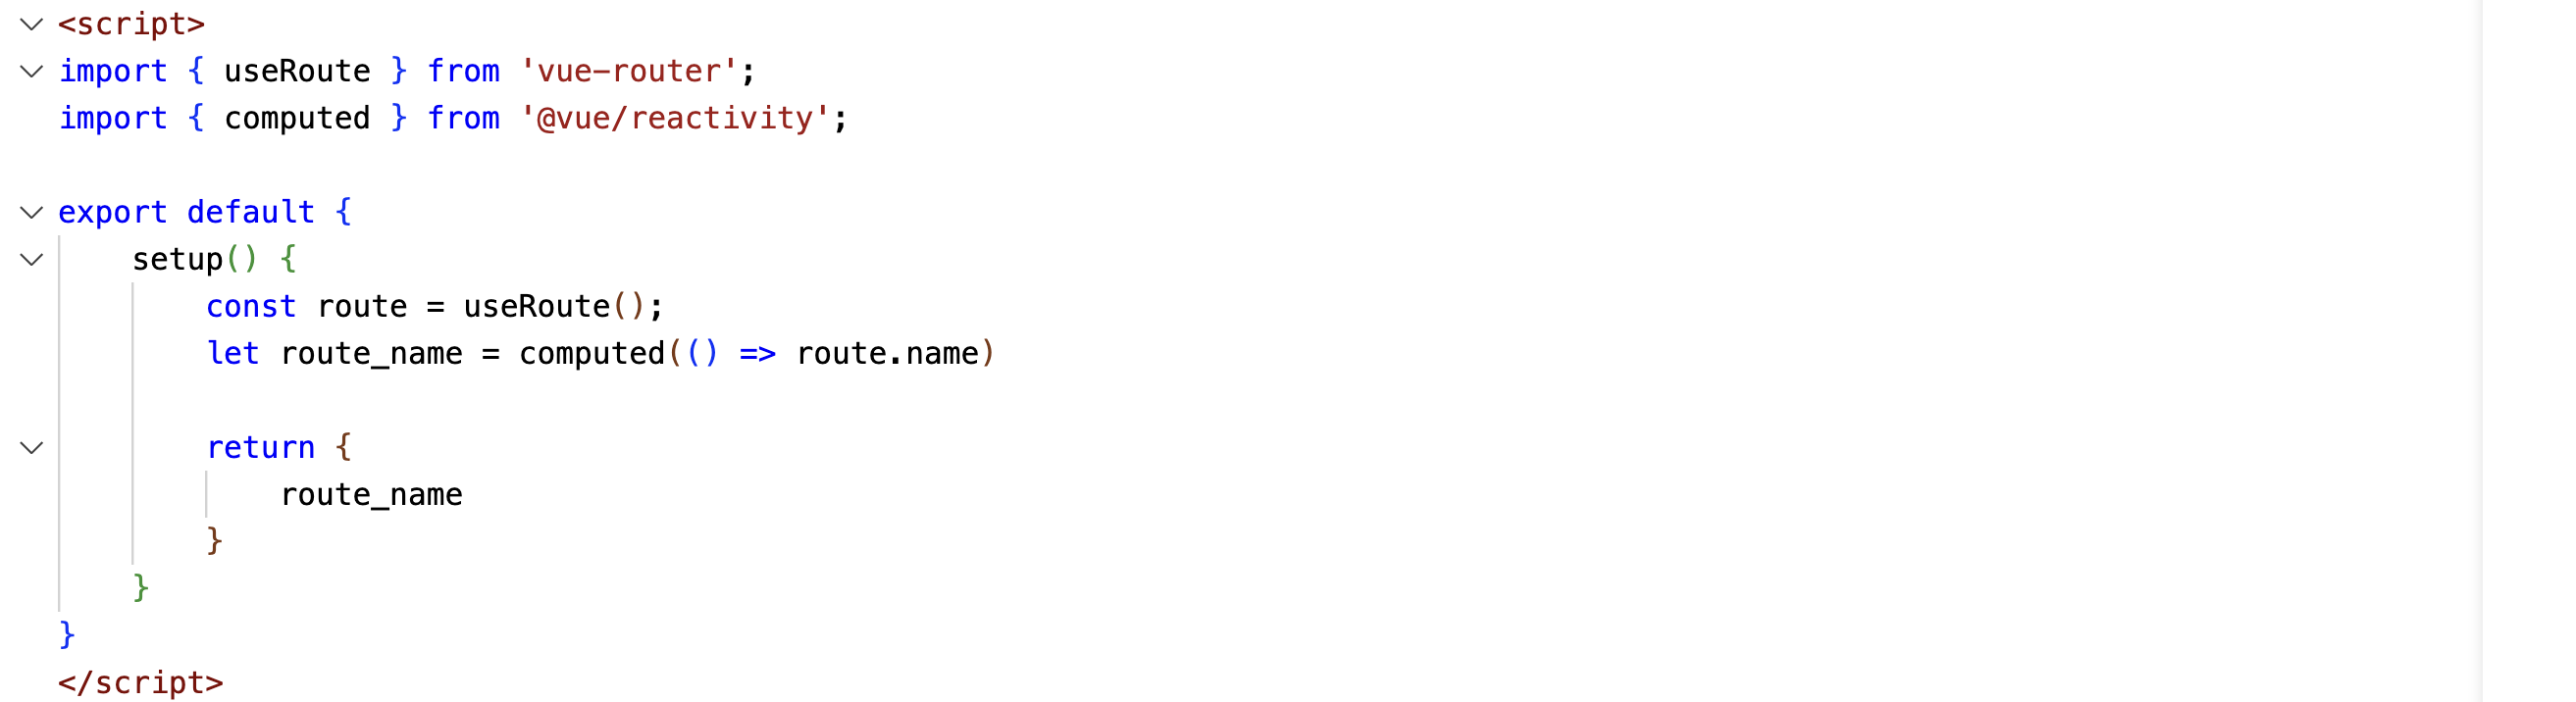 <script>
import { useRoute } from 'vue-router';
import { computed } from '@vue/reactivity';
export default {
setup() {
const route = useRoute();
let route_name = computed(() => route.name)
return {
route_name
}
}
}
</script>